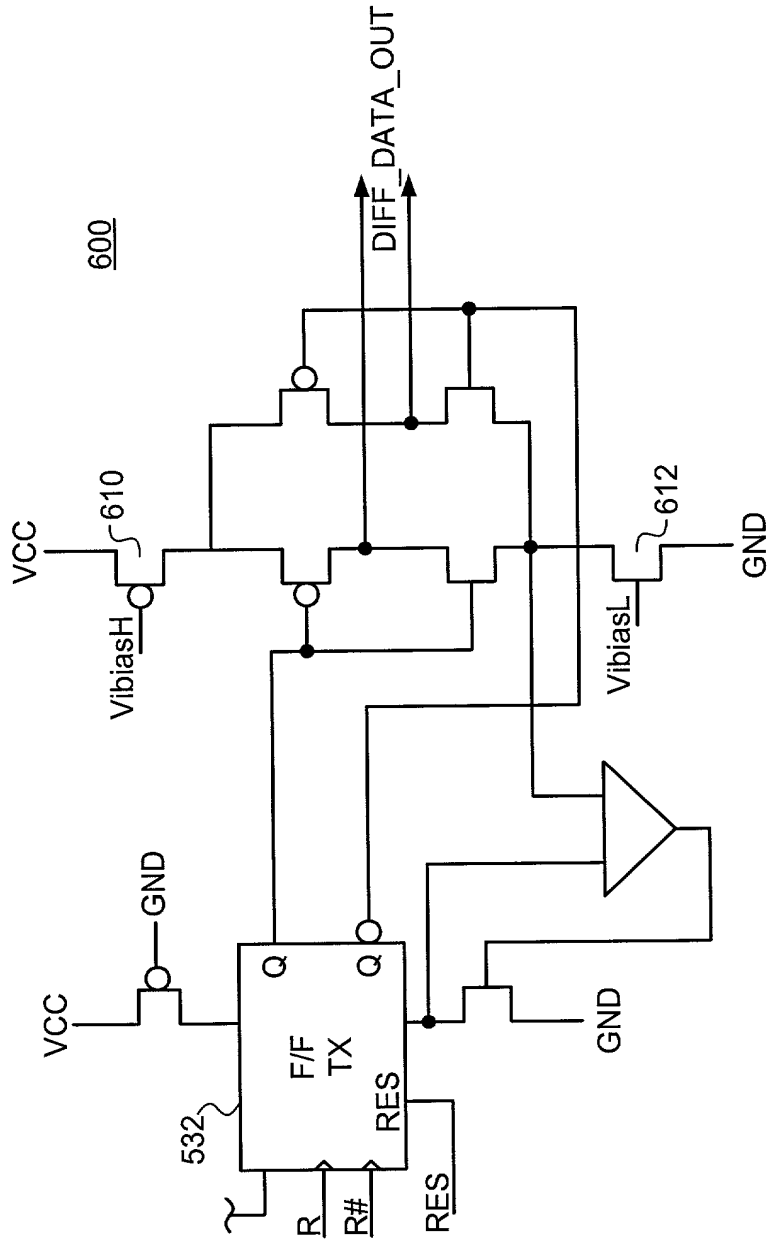 600
VCC
610
VibiasH
DIFF_DATA_OUT
VCC
GND
532
Q
Q
F/F
TX
RES
R
R#
RES
GND
VibiasL
612
GND